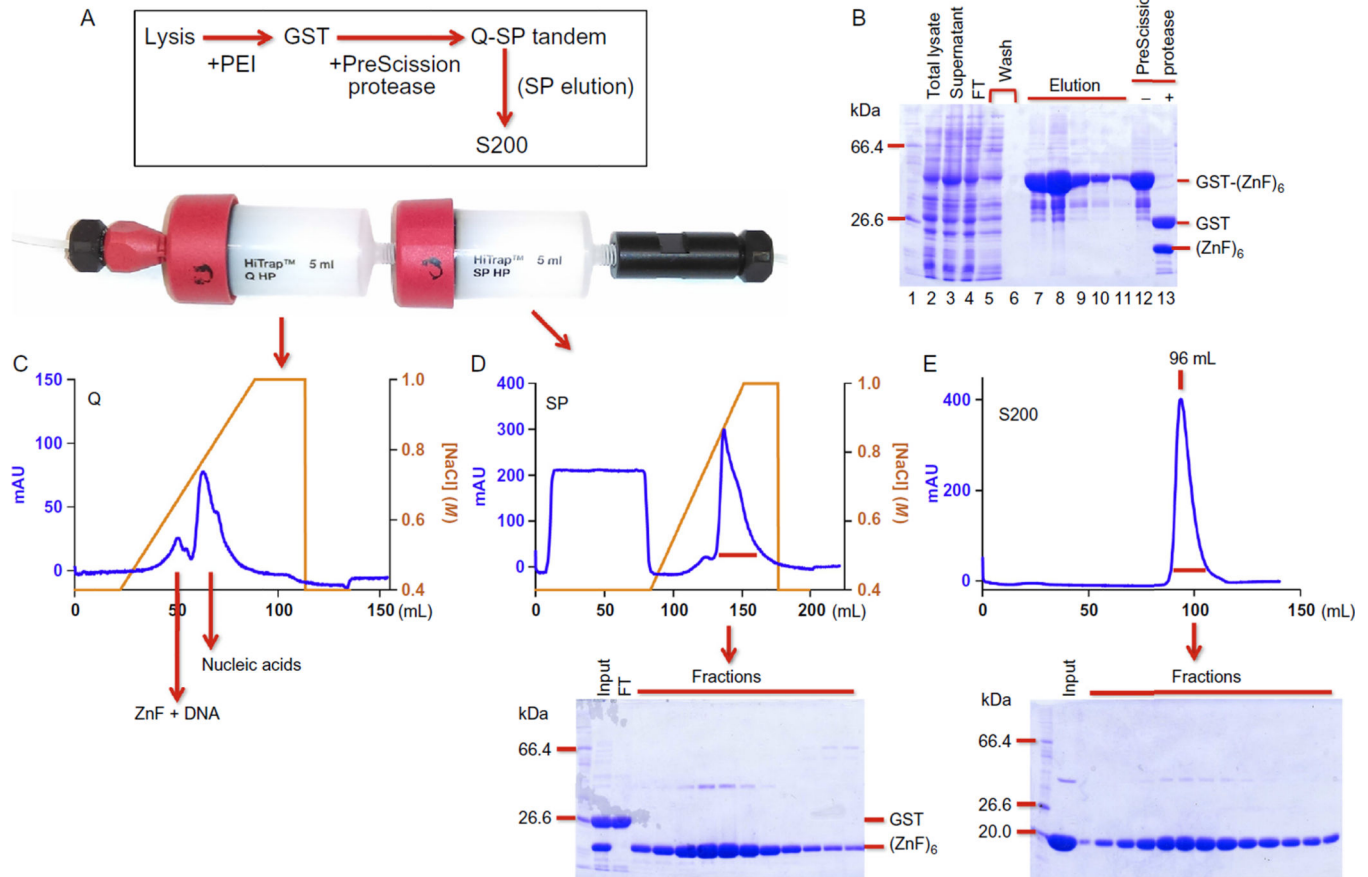 A
Lysis GST Q-SP tandem
+PEI +PreScission protease (SP elution)
S200
HiTrap™ 5 ml
Q HP
HiTrap™ 5 ml
SP HP
B
Total lysate
Supernatant
FT
Wash
Elution
PreScission protease
– +
kDa
66.4
26.6
GST-(ZnF)6
GST
(ZnF)6
1 2 3 4 5 6 7 8 9 10 11 12 13
C
Q
mAU
150
100
50
0
[NaCl] (M)
1.0
0.8
0.6
0.4
0 50 100 150 (mL)
Nucleic acids
ZnF + DNA
D
SP
mAU
400
300
200
100
0
[NaCl] (M)
1.0
0.8
0.6
0.4
0 50 100 150 200 (mL)
Input
FT
Fractions
kDa
66.4
26.6
GST
(ZnF)6
E
96 mL
S200
mAU
400
200
0
0 50 100 150 (mL)
Input
Fractions
kDa
66.4
26.6
20.0